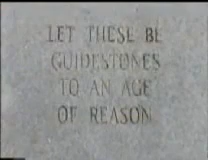 LET THESE BE
GUIDESTONES
TO AN AGE
OF REASON